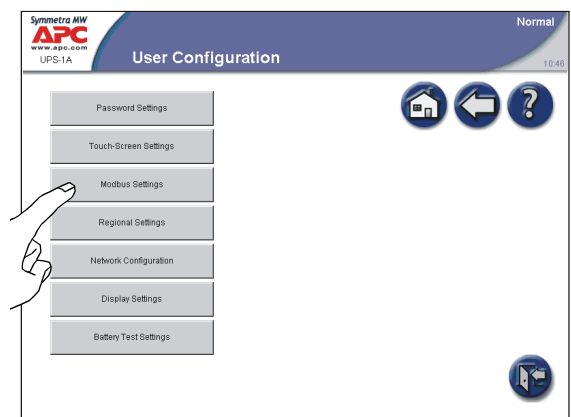 Symmetra MW
APC
www.apc.com
UPS-1A
User Configuration
Normal
10:46
Password Settings
Touch-Screen Settings
Modbus Settings
Regional Settings
Network Configuration
Display Settings
Battery Test Settings
?